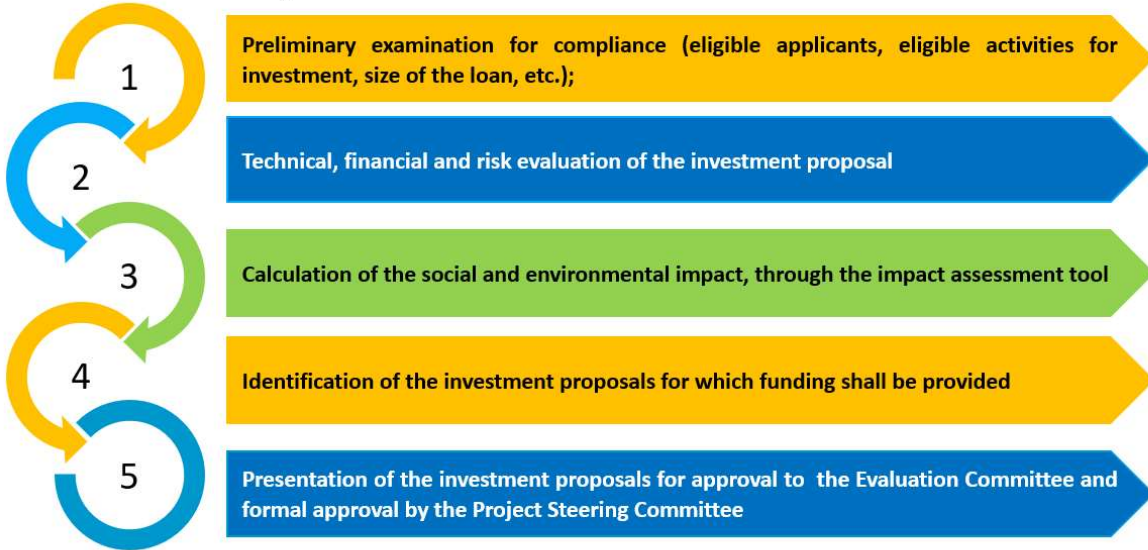 1
Preliminary examination for compliance (eligible applicants, eligible activities for
investment, size of the loan, etc.);
2
Technical, financial and risk evaluation of the investment proposal
3
Calculation of the social and environmental impact, through the impact assessment tool
4
Identification of the investment proposals for which funding shall be provided
5
Presentation of the investment proposals for approval to the Evaluation Committee and
formal approval by the Project Steering Committee